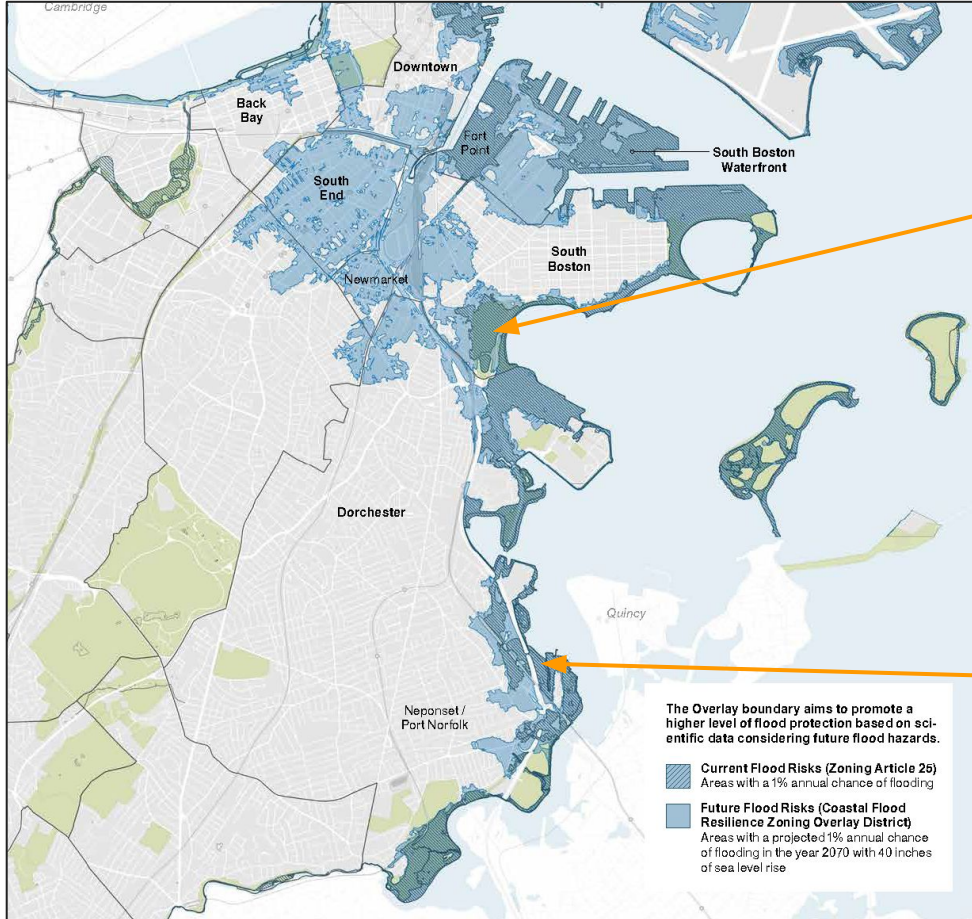 Cambridge
Downtown
Back
Bay
Fort
Point
South Boston
Waterfront
South
End
South
Boston
Newmarket
Dorchester
Quincy
Neponset /
Port Norfolk
The Overlay boundary aims to promote a
higher level of flood protection based on sci-
entific data considering future flood hazards.
Current Flood Risks (Zoning Article 25)
Areas with a 1% annual chance of flooding
Future Flood Risks (Coastal Flood
Resilience Zoning Overlay District)
Areas with a projected 1% annual chance
of flooding in the year 2070 with 40 inches
of sea level rise